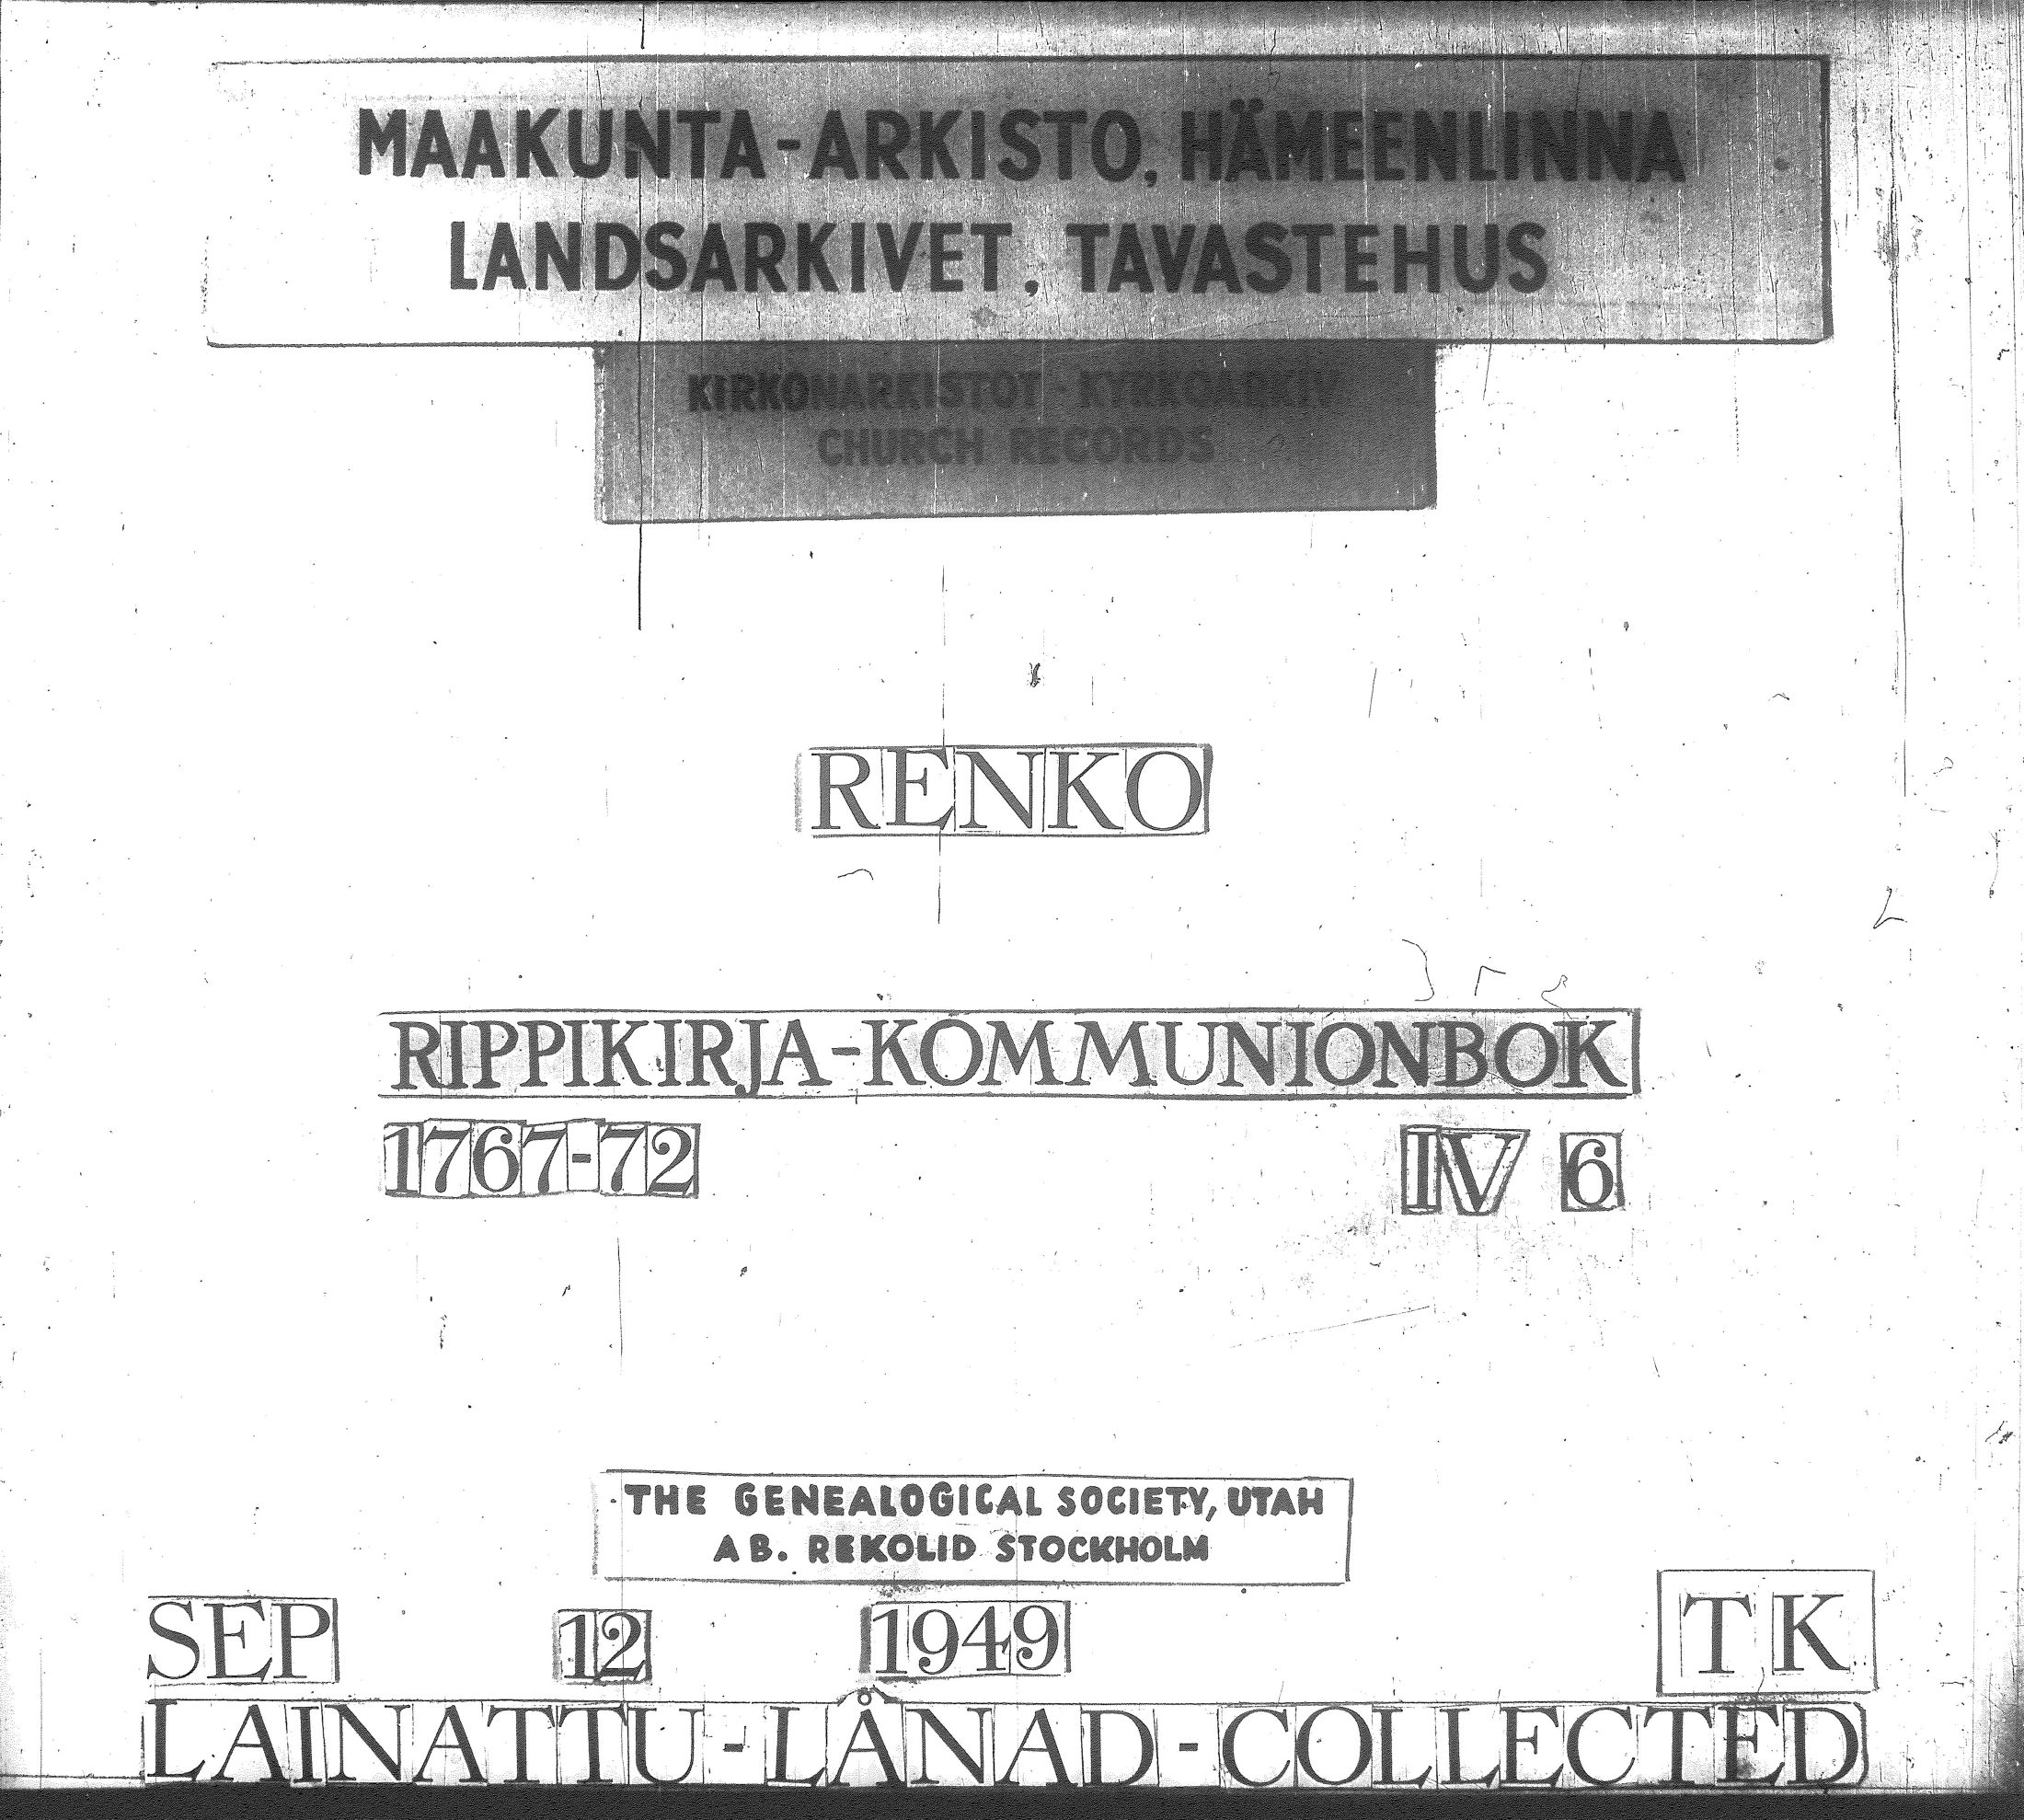 MAAKUNTA-ARKISTO, HÄMEENLINNA
LANDSARKIVET, TAVASTEHUS
KIRKONARKISTOT - KYRKOARKIV
CHURCH RECORDS
RENKO
RIPPIKIRJA-KOMMUNIONBOK
1767-72 IV 6
THE GENEALOGICAL SOCIETY, UTAH
AB. REKOLID STOCKHOLM
SEP 12 1949 TK
LAINATTU-LÅNAD-COLLECTED